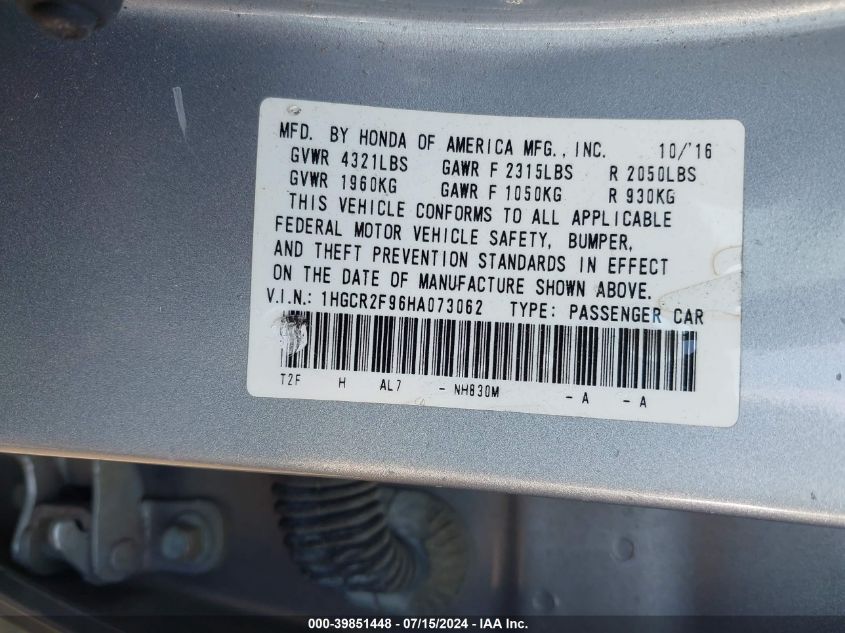 MFD. BY HONDA OF AMERICA MFG., INC. 10/'16
GVWR 4321LBS GAWR F 2315LBS R 2050LBS
GVWR 1960KG GAWR F 1050KG R 930KG
THIS VEHICLE CONFORMS TO ALL APPLICABLE
FEDERAL MOTOR VEHICLE SAFETY, BUMPER,
AND THEFT PREVENTION STANDARDS IN EFFECT
ON THE DATE OF MANUFACTURE SHOWN ABOVE.
V.I.N.: 1HGCR2F96HA073062 TYPE: PASSENGER CAR
T2F H AL7 - NH830M - A - A
000-39851448 - 07/15/2024 - IAA Inc.